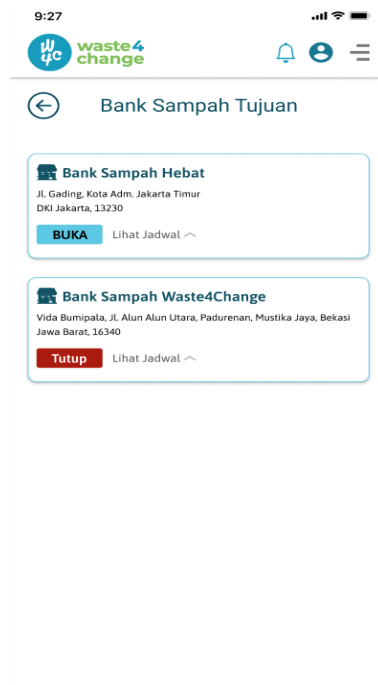 9:27
W4C
waste4
change
Bank Sampah Tujuan
Bank Sampah Hebat
Jl. Gading, Kota Adm. Jakarta Timur
DKI Jakarta, 13230
BUKA Lihat Jadwal
Bank Sampah Waste4Change
Vida Bumipala, Jl. Alun Alun Utara, Padurenan, Mustika Jaya, Bekasi
Jawa Barat, 16340
Tutup Lihat Jadwal